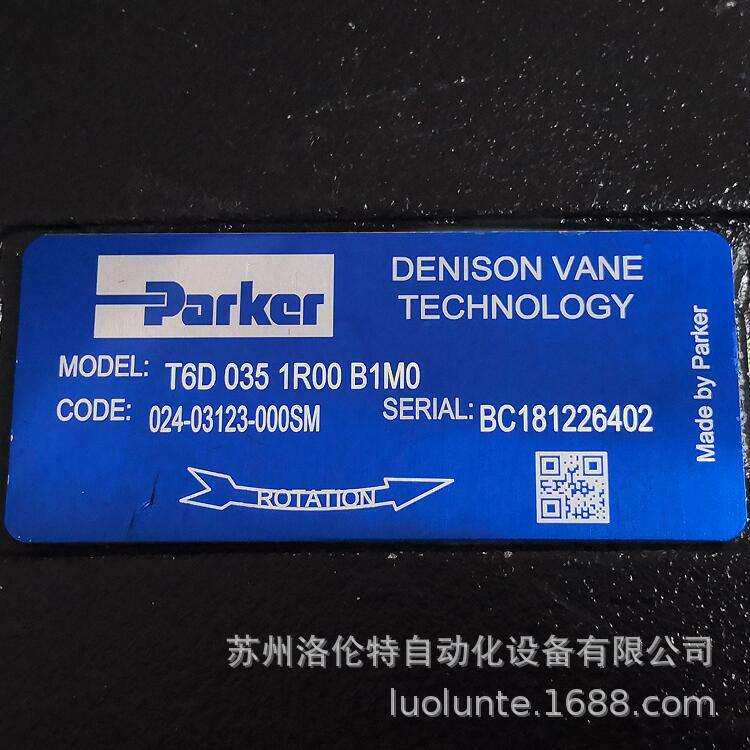 Parker
DENISON VANE
TECHNOLOGY
MODEL: T6D 035 1R00 B1M0
CODE: 024-03123-000SM
SERIAL: BC181226402
ROTATION
Made by Parker
苏州洛伦特自动化设备有限公司
luolunte.1688.com